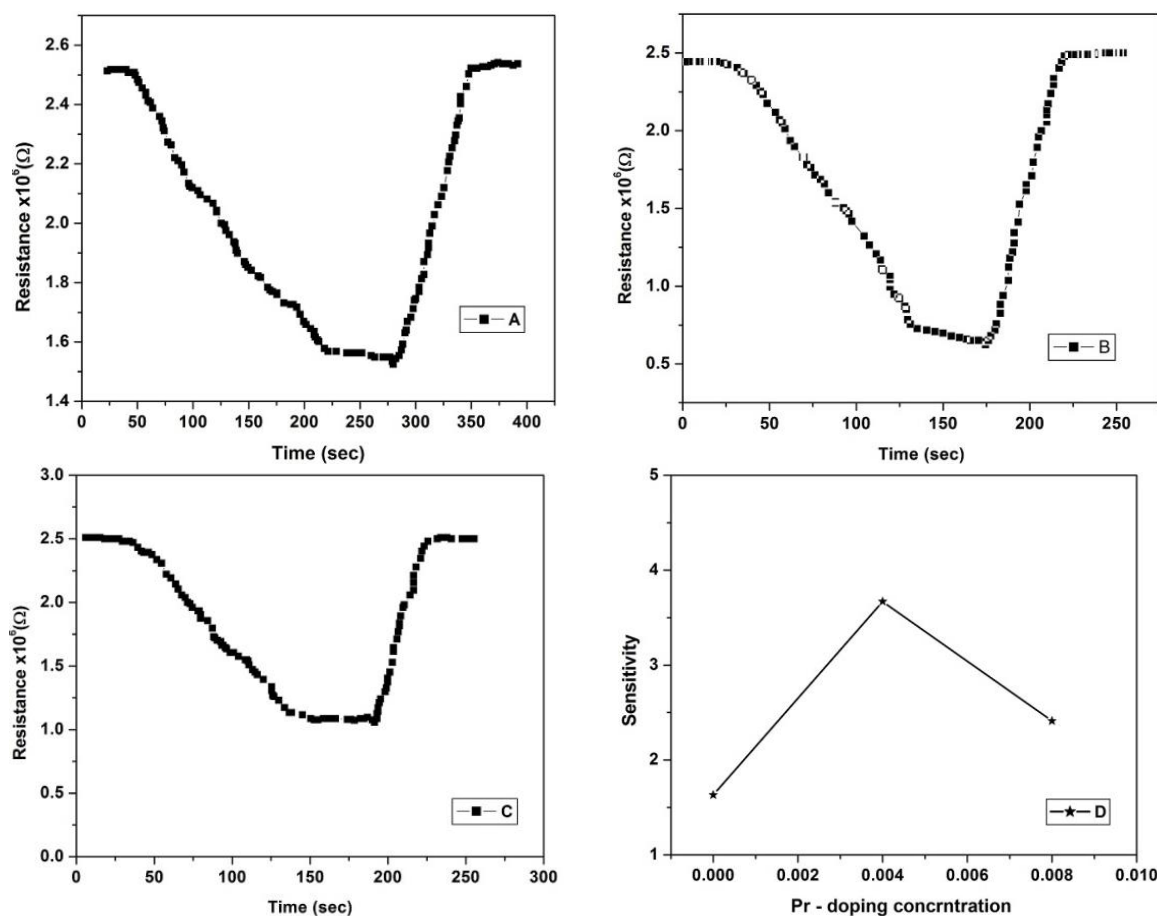 2.6
2.4
2.2
2.0
1.8
1.6
1.4
Resistance x10⁶(Ω)
A
0 50 100 150 200 250 300 350 400
Time (sec)
2.5
2.0
1.5
1.0
0.5
Resistance x10⁶(Ω)
B
0 50 100 150 200 250
Time (sec)
3.0
2.5
2.0
1.5
1.0
0.5
0.0
Resistance x10⁶(Ω)
C
0 50 100 150 200 250 300
Time (sec)
5
4
3
2
1
Sensitivity
D
0.000 0.002 0.004 0.006 0.008 0.010
Pr - doping concrntration